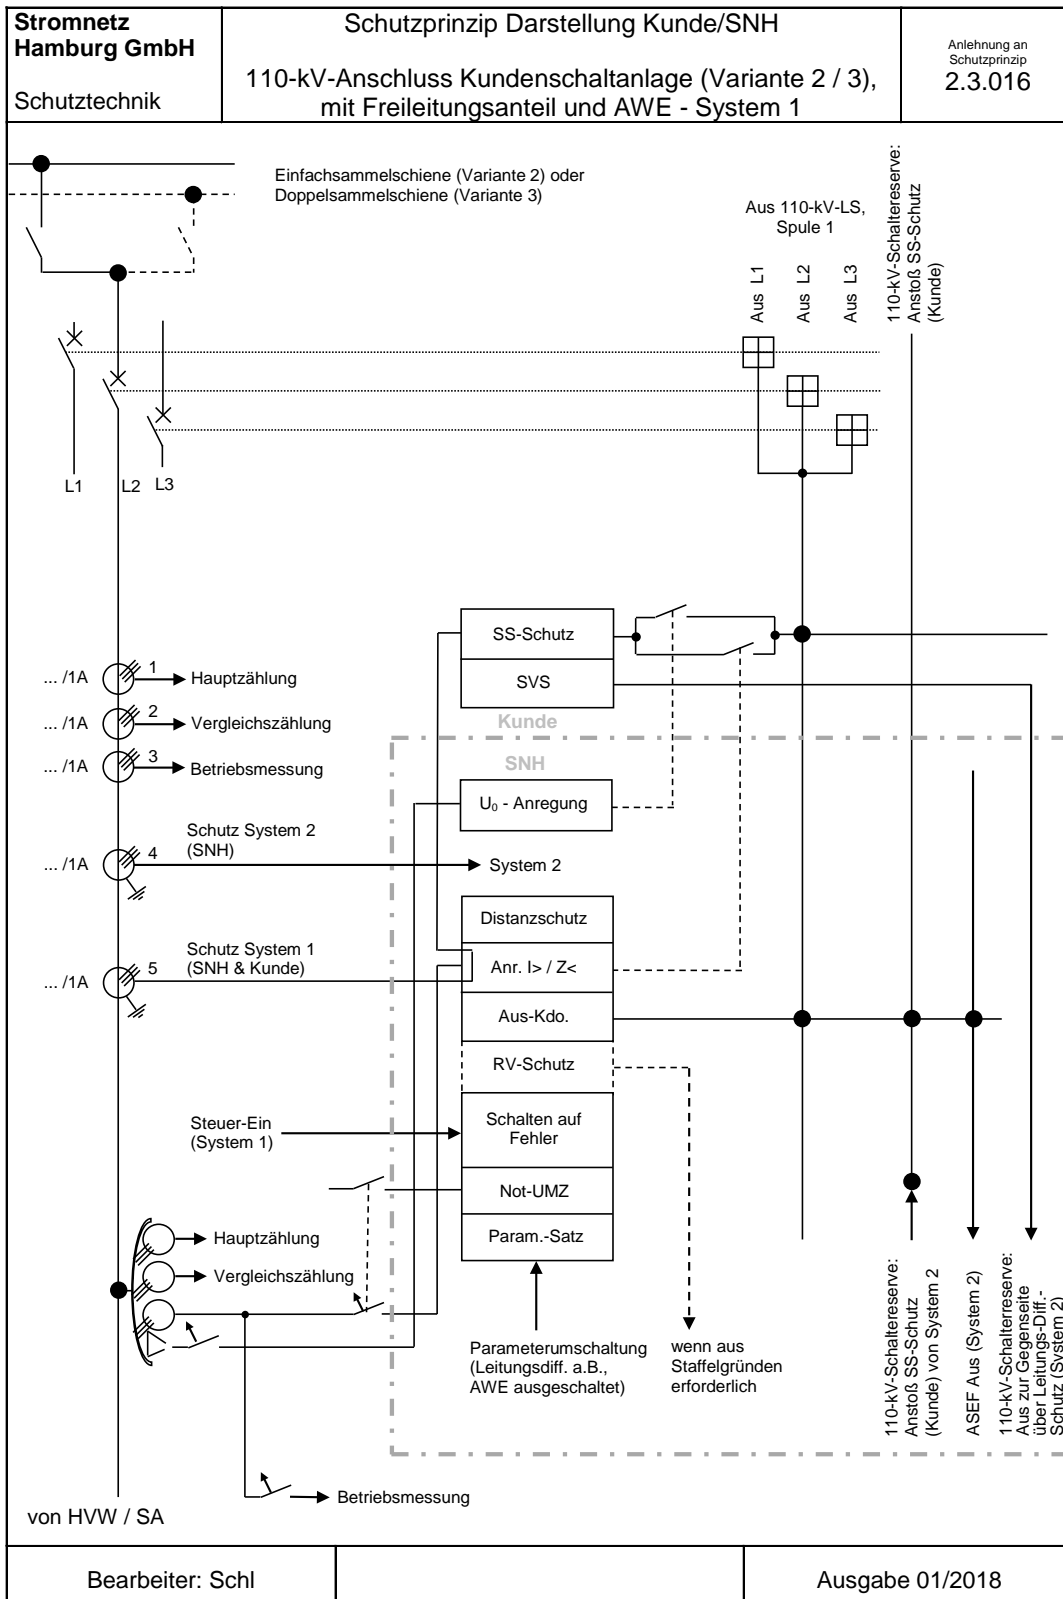 Stromnetz
Hamburg GmbH
Schutztechnik
Schutzprinzip Darstellung Kunde/SNH
110-kV-Anschluss Kundenschaltanlage (Variante 2 / 3),
mit Freileitungsanteil und AWE - System 1
Anlehnung an
Schutzprinzip
2.3.016
Einfachsammelschiene (Variante 2) oder
Doppelsammelschiene (Variante 3)
Aus 110-kV-LS,
Spule 1
Aus L1
Aus L2
Aus L3
110-kV-Schaltereserve:
Anstoß SS-Schutz
(Kunde)
L1
L2
L3
SS-Schutz
SVS
Kunde
SNH
U₀ - Anregung
... /1A
1
Hauptzählung
... /1A
2
Vergleichszählung
... /1A
3
Betriebsmessung
Schutz System 2
(SNH)
... /1A
4
System 2
Schutz System 1
(SNH & Kunde)
... /1A
5
Distanzschutz
Anr. I> / Z<
Aus-Kdo.
RV-Schutz
Schalten auf
Fehler
Not-UMZ
Param.-Satz
Steuer-Ein
(System 1)
Hauptzählung
Vergleichszählung
Parameterumschaltung
(Leitungsdiff. a.B.,
AWE ausgeschaltet)
wenn aus
Staffelgründen
erforderlich
110-kV-Schaltereserve:
Anstoß SS-Schutz
(Kunde) von System 2
ASEF Aus (System 2)
110-kV-Schalterreserve:
Aus zur Gegenseite
über Leitungs-Diff.-
Schutz (System 2)
Betriebsmessung
von HVW / SA
Bearbeiter: Schl
Ausgabe 01/2018